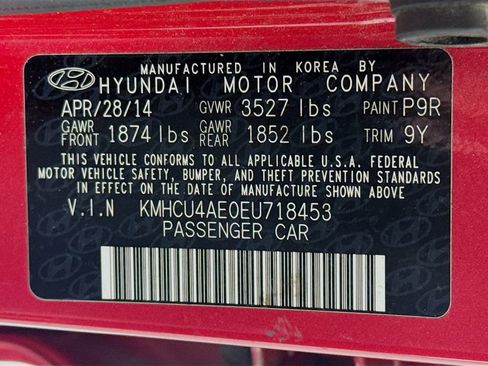 MANUFACTURED IN KOREA BY
HYUNDAI MOTOR COMPANY
APR/28/14 GVWR 3527 lbs PAINT P9R
GAWR FRONT 1874 lbs GAWR REAR 1852 lbs TRIM 9Y
THIS VEHICLE CONFORMS TO ALL APPLICABLE U.S.A. FEDERAL
MOTOR VEHICLE SAFETY, BUMPER, AND THEFT PREVENTION STANDARDS
IN EFFECT ON THE DATE OF MANUFACTURE SHOWN ABOVE
V.I.N KMHCU4AE0EU718453
PASSENGER CAR